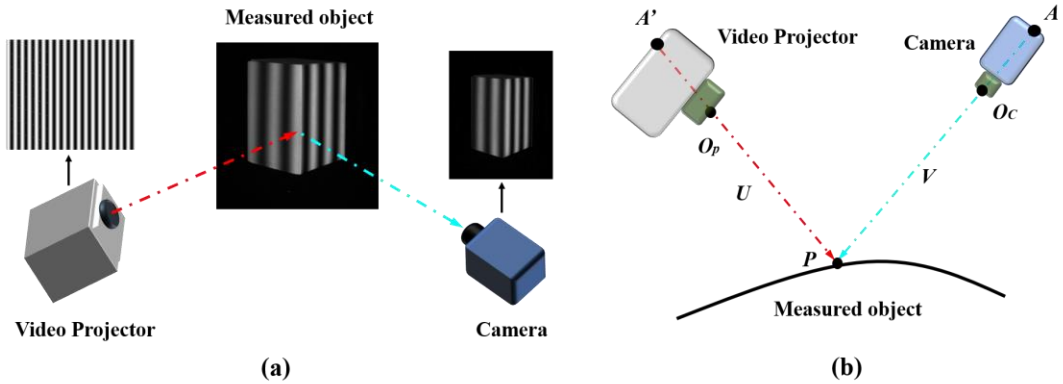 Measured object
Video Projector
Camera
(a)
A'
Video Projector
A
Camera
Op
OC
U
V
P
Measured object
(b)